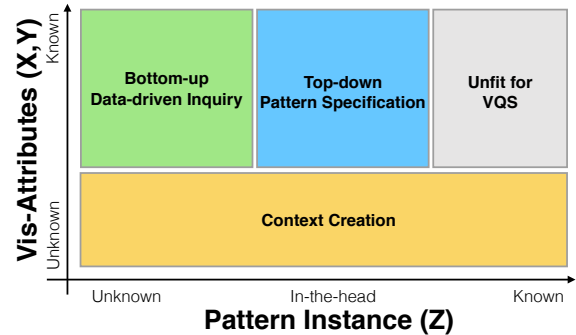 Vis-Attributes (X,Y)
Known
Unknown
Bottom-up
Data-driven Inquiry
Top-down
Pattern Specification
Unfit for
VQS
Context Creation
Unknown
In-the-head
Known
Pattern Instance (Z)